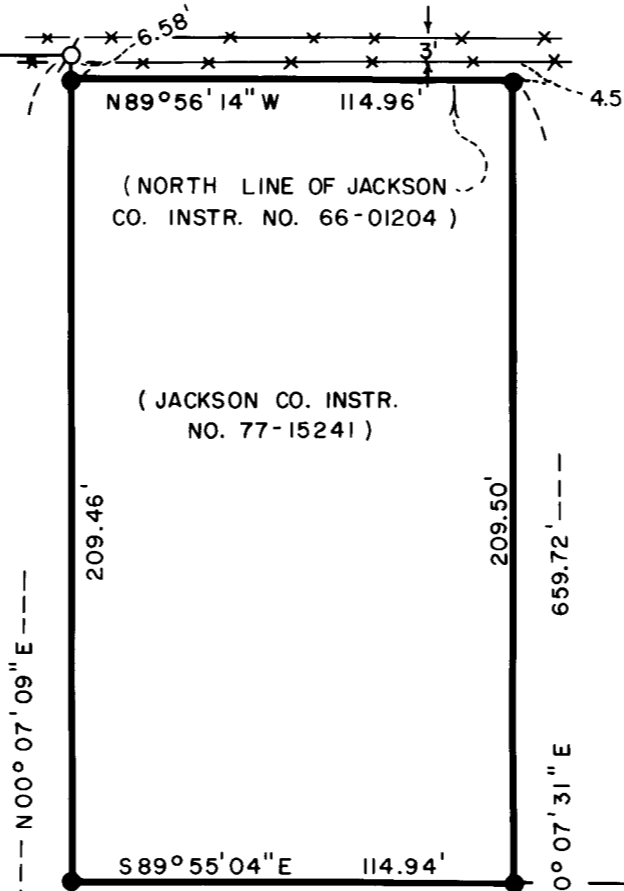 6.58'
3'
4.5
N89°56'14"W 114.96'
(NORTH LINE OF JACKSON
CO. INSTR. NO. 66-01204)
(JACKSON CO. INSTR.
NO. 77-15241)
209.46'
209.50'
659.72'
N00°07'09"E
0°07'31"E
S89°55'04"E 114.94'